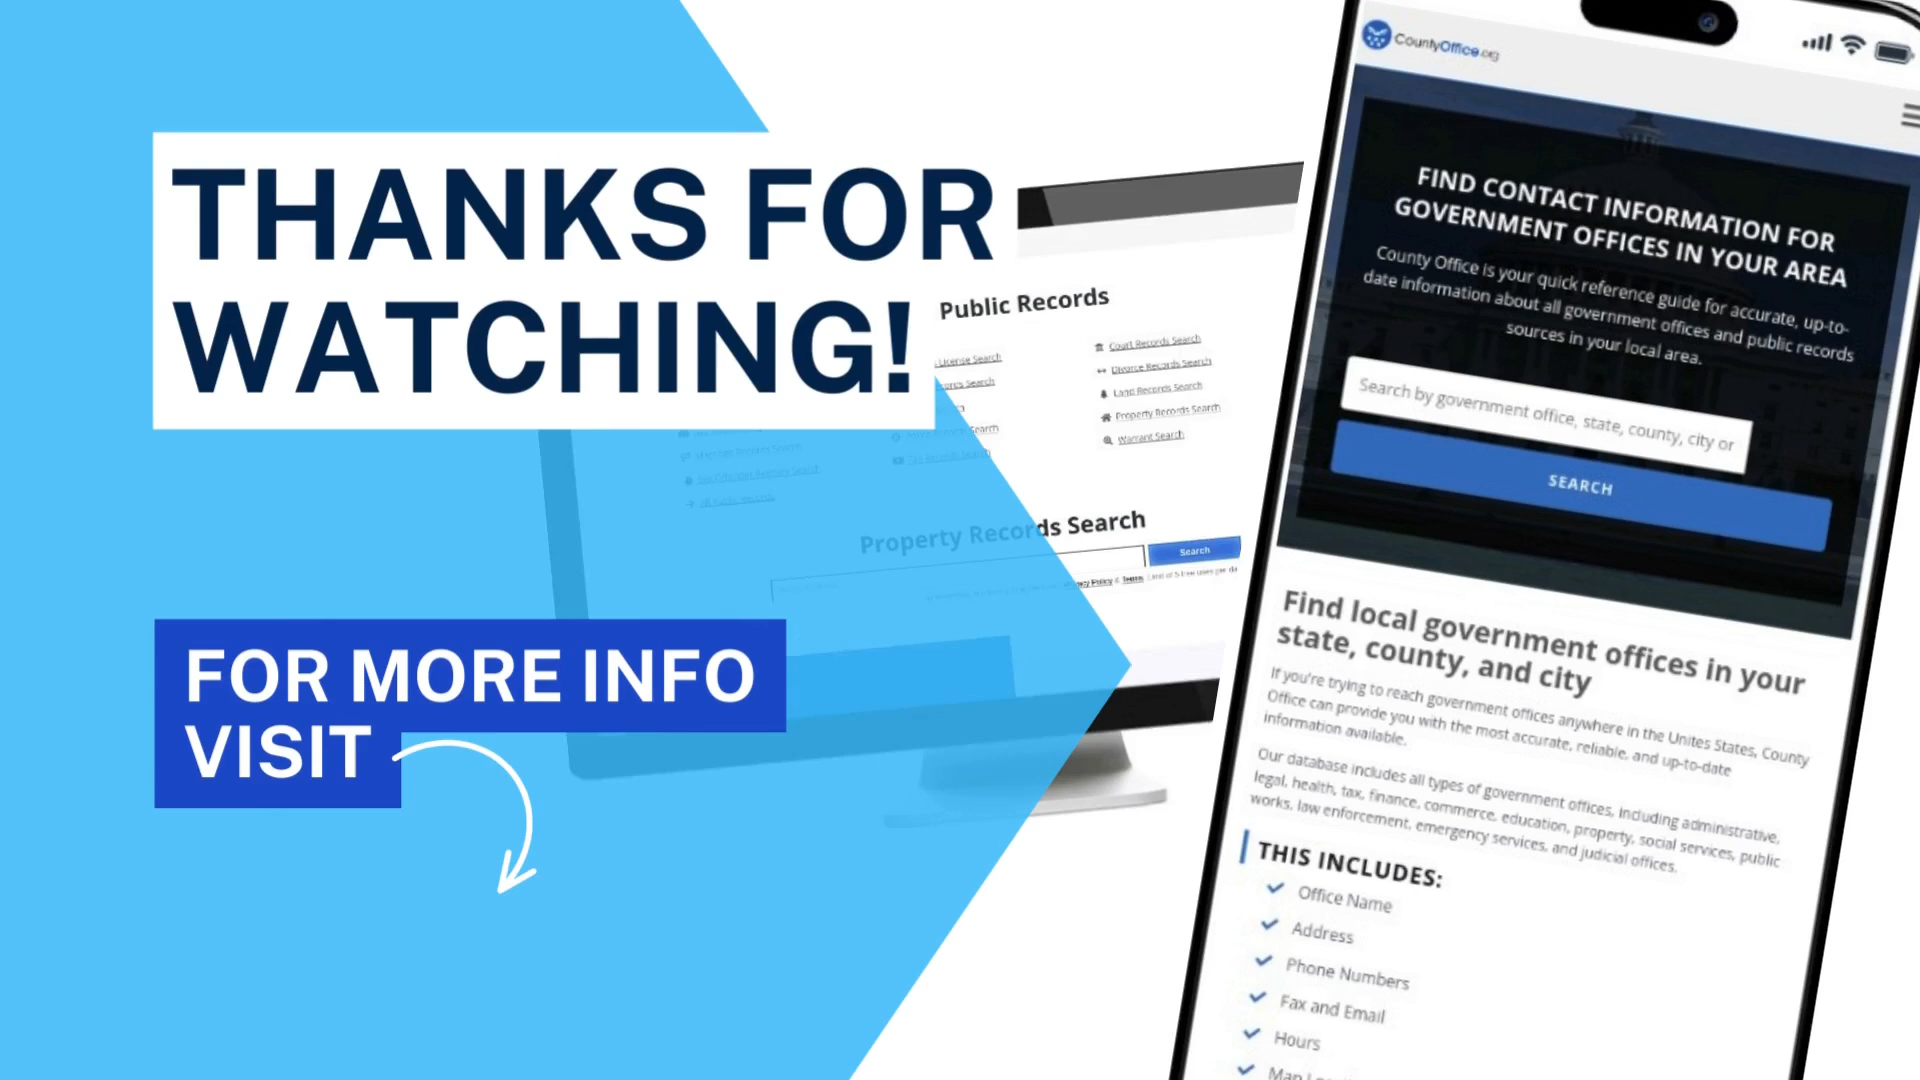 THANKS FOR
WATCHING!
FOR MORE INFO
VISIT
Public Records
License Search
Search
Search
Court Records Search
Divorce Records Search
Land Records Search
Property Records Search
Warrant Search
Property Records Search
Search
Policy & Terms
CountyOffice.org
FIND CONTACT INFORMATION FOR
GOVERNMENT OFFICES IN YOUR AREA
County Office is your quick reference guide for accurate, up-to-
date information about all government offices and public records
sources in your local area.
Search by government office, state, county, city or
SEARCH
Find local government offices in your
state, county, and city
If you're trying to reach government offices anywhere in the Unites States, County
Office can provide you with the most accurate, reliable, and up-to-date
information available.
Our database includes all types of government offices, including administrative,
legal, health, tax, finance, commerce, education, property, social services, public
works, law enforcement, emergency services, and judicial offices.
THIS INCLUDES:
Office Name
Address
Phone Numbers
Fax and Email
Hours
Map